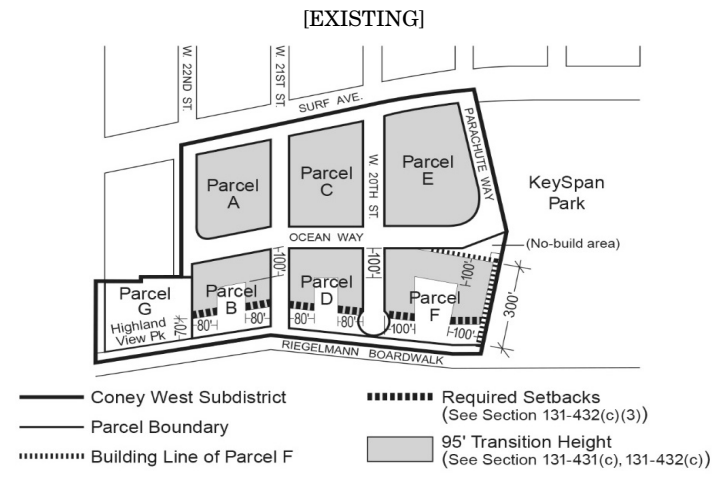 [EXISTING]
W. 22ND ST.
W. 21ST ST.
SURF AVE.
PARACHUTE WAY
Parcel
A
Parcel
C
W. 20TH ST.
Parcel
E
KeySpan
Park
OCEAN WAY
(No-build area)
100'
100'
100'
300'
Parcel
G
Highland
View Pk
70'
Parcel
B
80'
80'
Parcel
D
80'
80'
Parcel
F
100'
100'
RIEGELMANN BOARDWALK
Coney West Subdistrict
Parcel Boundary
Building Line of Parcel F
Required Setbacks
(See Section 131-432(c)(3))
95' Transition Height
(See Section 131-431(c), 131-432(c))